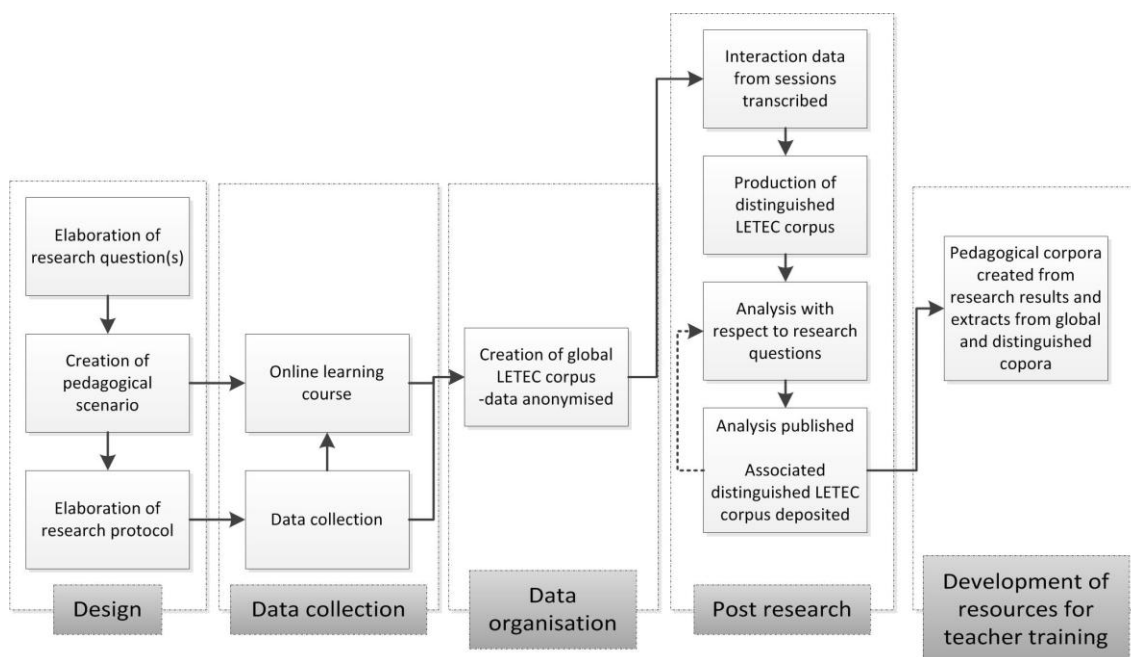 Elaboration of
research question(s)
Creation of
pedagogical
scenario
Elaboration of
research protocol
Design
Online learning
course
Data collection
Data collection
Creation of global
LETEC corpus
-data anonymised
Data
organisation
Interaction data
from sessions
transcribed
Production of
distinguished
LETEC corpus
Analysis with
respect to research
questions
Analysis published
Associated
distinguished LETEC
corpus deposited
Post research
Pedagogical corpora
created from
research results and
extracts from global
and distinguished
copora
Development of
resources for
teacher training